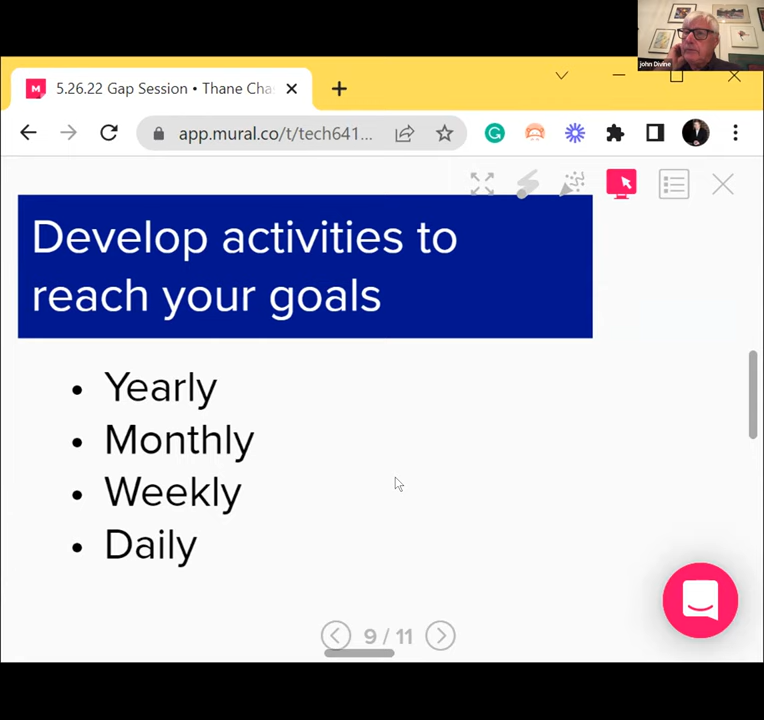 john Divine
5.26.22 Gap Session • Thane Cha
app.mural.co/t/tech641...
Develop activities to
reach your goals
• Yearly
• Monthly
• Weekly
• Daily
9 / 11